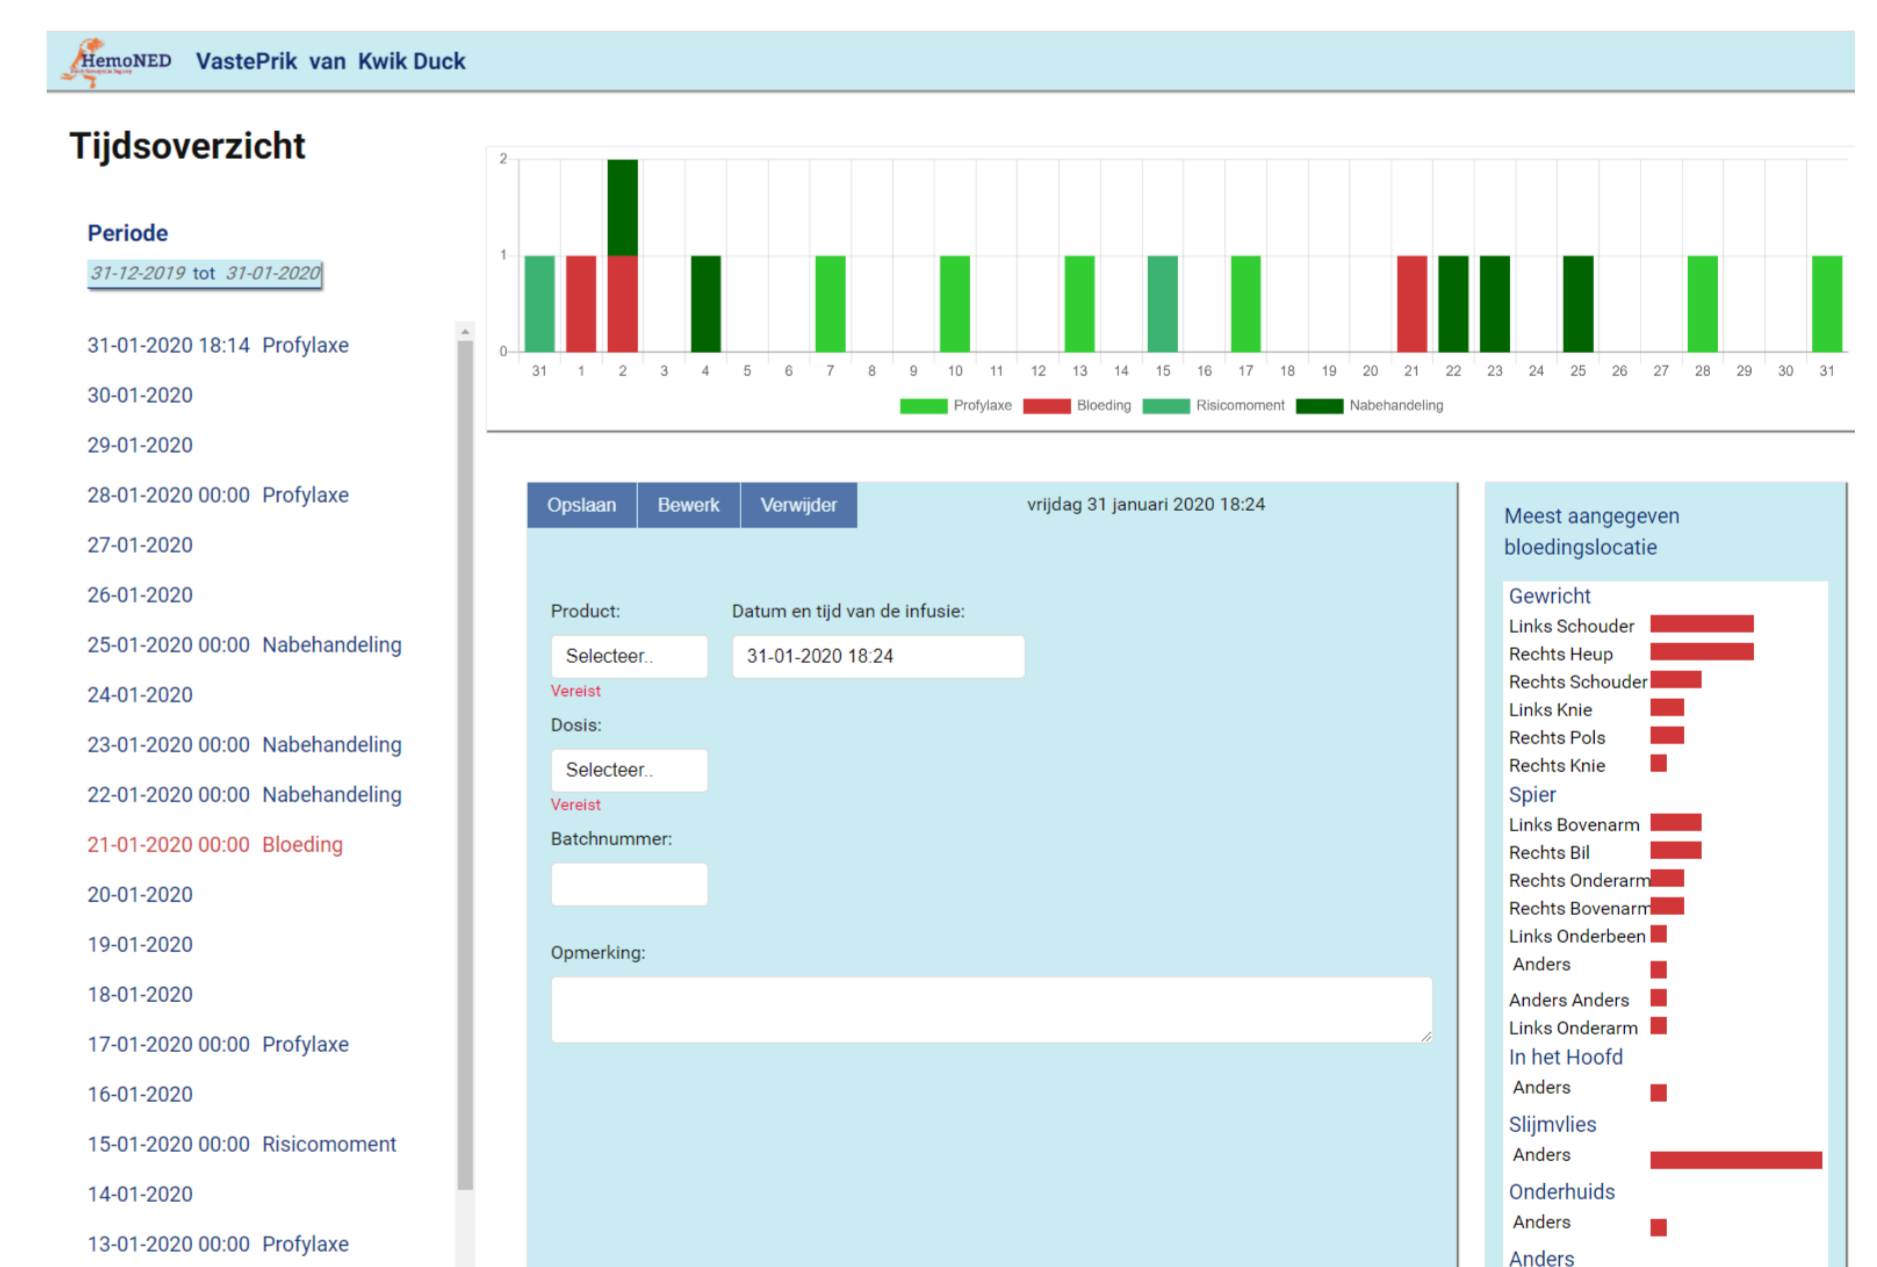 HemoNED VastePrik van Kwik Duck
Tijdsoverzicht
Periode
31-12-2019 tot 31-01-2020
31-01-2020 18:14 Profylaxe
30-01-2020
29-01-2020
28-01-2020 00:00 Profylaxe
27-01-2020
26-01-2020
25-01-2020 00:00 Nabehandeling
24-01-2020
23-01-2020 00:00 Nabehandeling
22-01-2020 00:00 Nabehandeling
21-01-2020 00:00 Bloeding
20-01-2020
19-01-2020
18-01-2020
17-01-2020 00:00 Profylaxe
16-01-2020
15-01-2020 00:00 Risicomoment
14-01-2020
13-01-2020 00:00 Profylaxe
2
1
0
31 1 2 3 4 5 6 7 8 9 10 11 12 13 14 15 16 17 18 19 20 21 22 23 24 25 26 27 28 29 30 31
Profylaxe Bloeding Risicomoment Nabehandeling
Opslaan Bewerk Verwijder vrijdag 31 januari 2020 18:24
Product: Datum en tijd van de infusie:
Selecteer.. 31-01-2020 18:24
Vereist
Dosis:
Selecteer..
Vereist
Batchnummer:
Opmerking:
Meest aangegeven
bloedingslocatie
Gewricht
Links Schouder
Rechts Heup
Rechts Schouder
Links Knie
Rechts Pols
Rechts Knie
Spier
Links Bovenarm
Rechts Bil
Rechts Onderarm
Rechts Bovenarm
Links Onderbeen
Anders
Anders Anders
Links Onderarm
In het Hoofd
Anders
Slijmvlies
Anders
Onderhuids
Anders
Anders